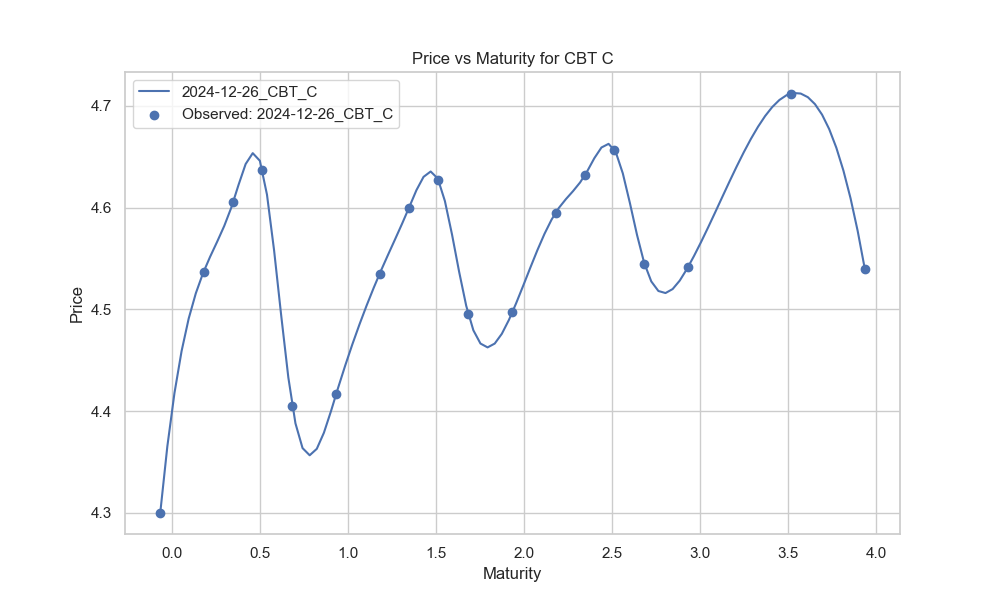 Price vs Maturity for CBT C
2024-12-26_CBT_C
Observed: 2024-12-26_CBT_C
Price
4.7
4.6
4.5
4.4
4.3
0.0 0.5 1.0 1.5 2.0 2.5 3.0 3.5 4.0
Maturity